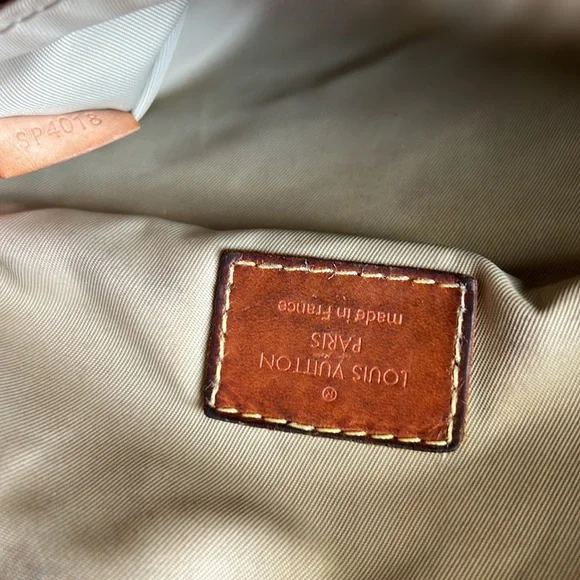 SP4018
®
LOUIS VUITTON
PARIS
made in France